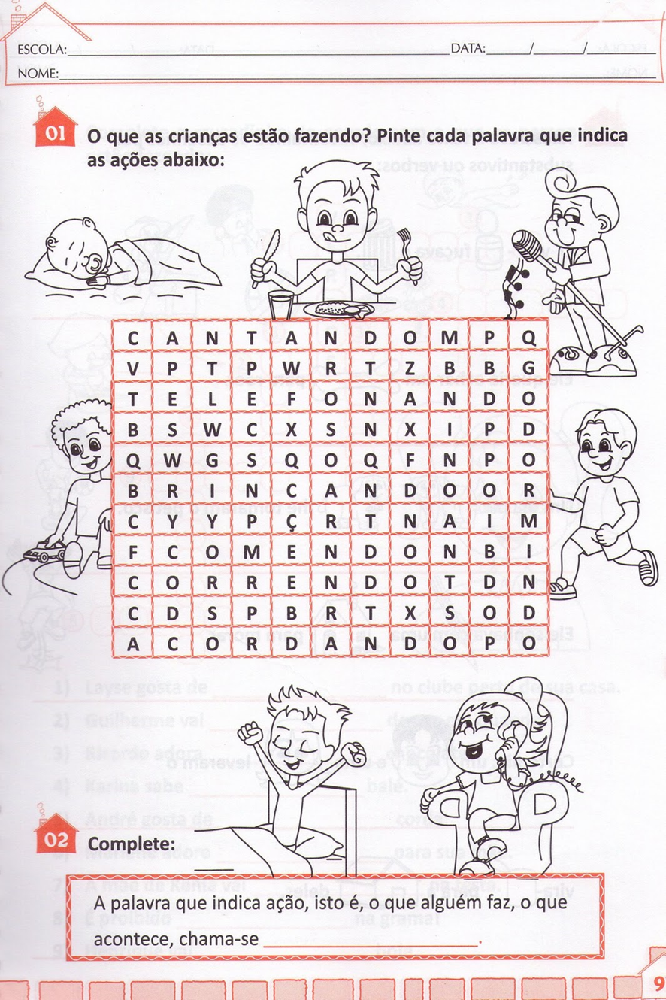 ESCOLA: DATA: / /
NOME:
01 O que as crianças estão fazendo? Pinte cada palavra que indica
as ações abaixo:
C A N T A N D O M P Q
V P T P W R T Z B B G
T E L E F O N A N D O
B S W C X S N X I P D
Q W G S Q O Q F N P O
B R I N C A N D O O R
C Y Y P Ç R T N A I M
F C O M E N D O N B I
C O R R E N D O T D N
C D S P B R T X S O D
A C O R D A N D O P O
02 Complete:
A palavra que indica ação, isto é, o que alguém faz, o que
acontece, chama-se .
9